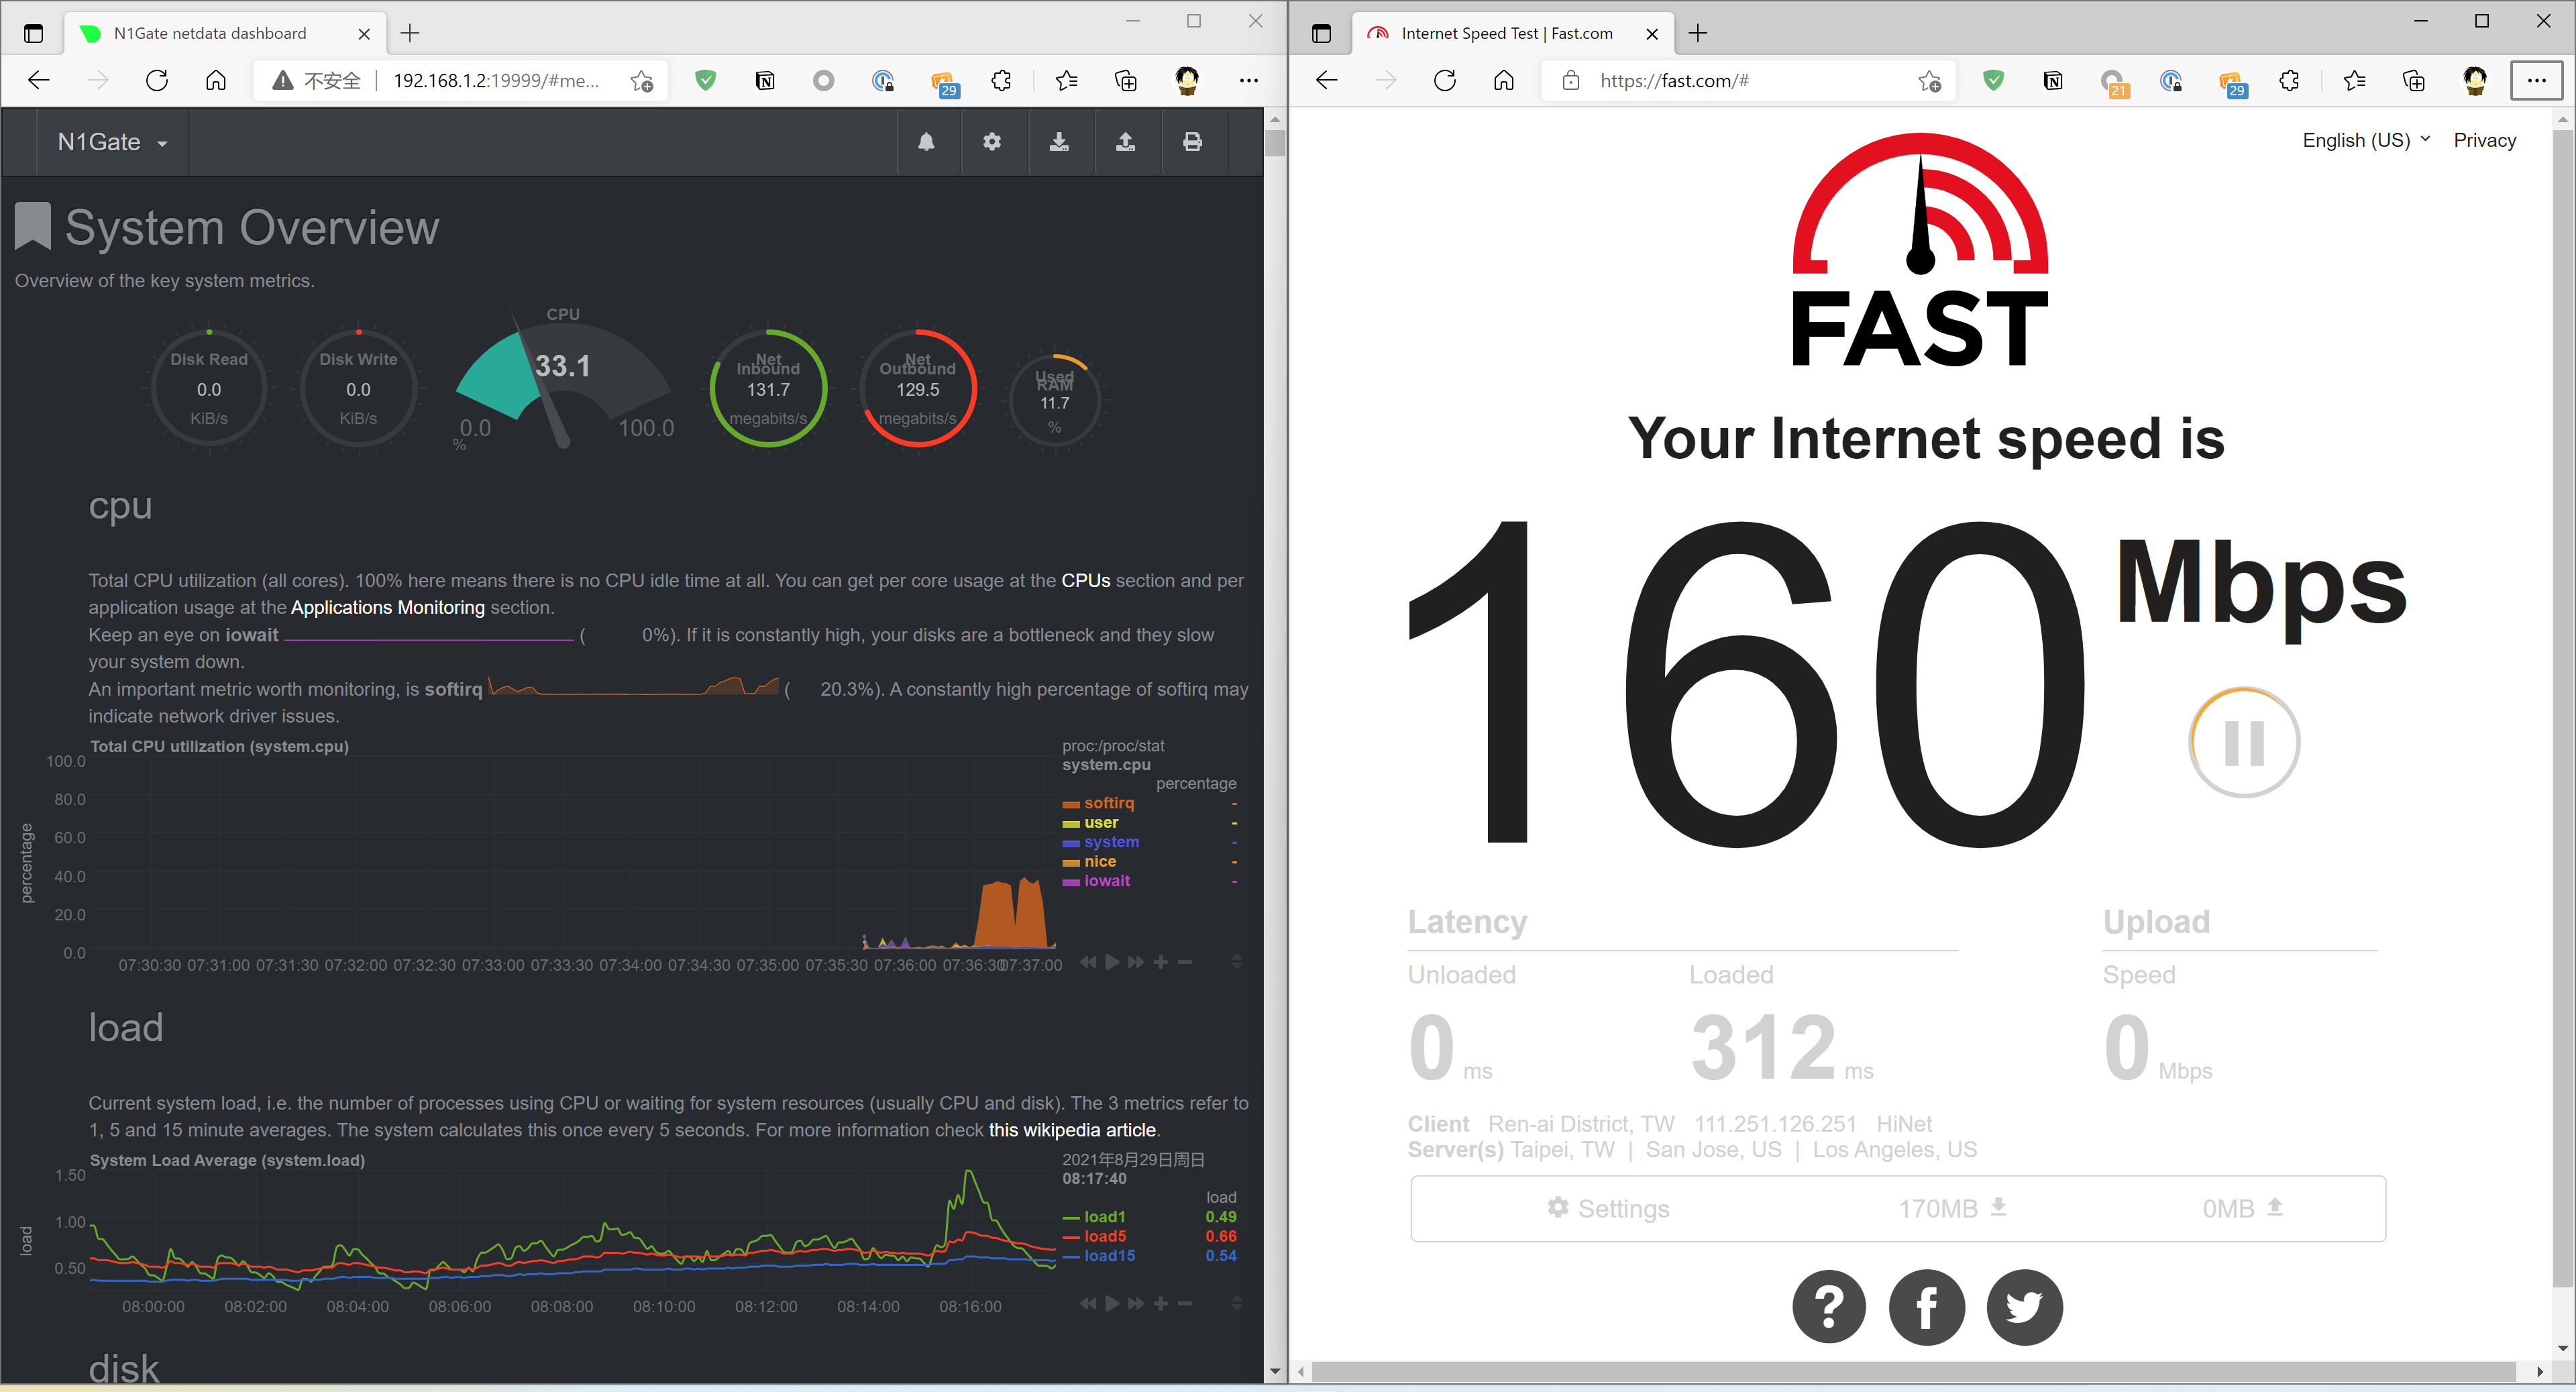 N1Gate netdata dashboard
不安全
192.168.1.2:19999/#me...
29
N1Gate
System Overview
Overview of the key system metrics.
Disk Read
0.0
KiB/s
Disk Write
0.0
KiB/s
CPU
33.1
0.0
100.0
%
Net
Inbound
131.7
megabits/s
Net
Outbound
129.5
megabits/s
Used
RAM
11.7
%
cpu
Total CPU utilization (all cores). 100% here means there is no CPU idle time at all. You can get per core usage at the CPUs section and per
application usage at the Applications Monitoring section.
Keep an eye on iowait ( 0%). If it is constantly high, your disks are a bottleneck and they slow
your system down.
An important metric worth monitoring, is softirq ( 20.3%). A constantly high percentage of softirq may
indicate network driver issues.
Total CPU utilization (system.cpu)
proc:/proc/stat
system.cpu
percentage
softirq -
user -
system -
nice -
iowait -
percentage
100.0
80.0
60.0
40.0
20.0
0.0
07:30:30 07:31:00 07:31:30 07:32:00 07:32:30 07:33:00 07:33:30 07:34:00 07:34:30 07:35:00 07:35:30 07:36:00 07:36:30 07:37:00
load
Current system load, i.e. the number of processes using CPU or waiting for system resources (usually CPU and disk). The 3 metrics refer to
1, 5 and 15 minute averages. The system calculates this once every 5 seconds. For more information check this wikipedia article.
System Load Average (system.load)
2021年8月29日周日
08:17:40
load
load1 0.49
load5 0.66
load15 0.54
load
1.50
1.00
0.50
08:00:00 08:02:00 08:04:00 08:06:00 08:08:00 08:10:00 08:12:00 08:14:00 08:16:00
disk
Internet Speed Test | Fast.com
https://fast.com/#
21
29
English (US)
Privacy
FAST
Your Internet speed is
160 Mbps
Latency
Upload
Unloaded
Loaded
Speed
0 ms
312 ms
0 Mbps
Client Ren-ai District, TW 111.251.126.251 HiNet
Server(s) Taipei, TW | San Jose, US | Los Angeles, US
Settings
170MB
0MB